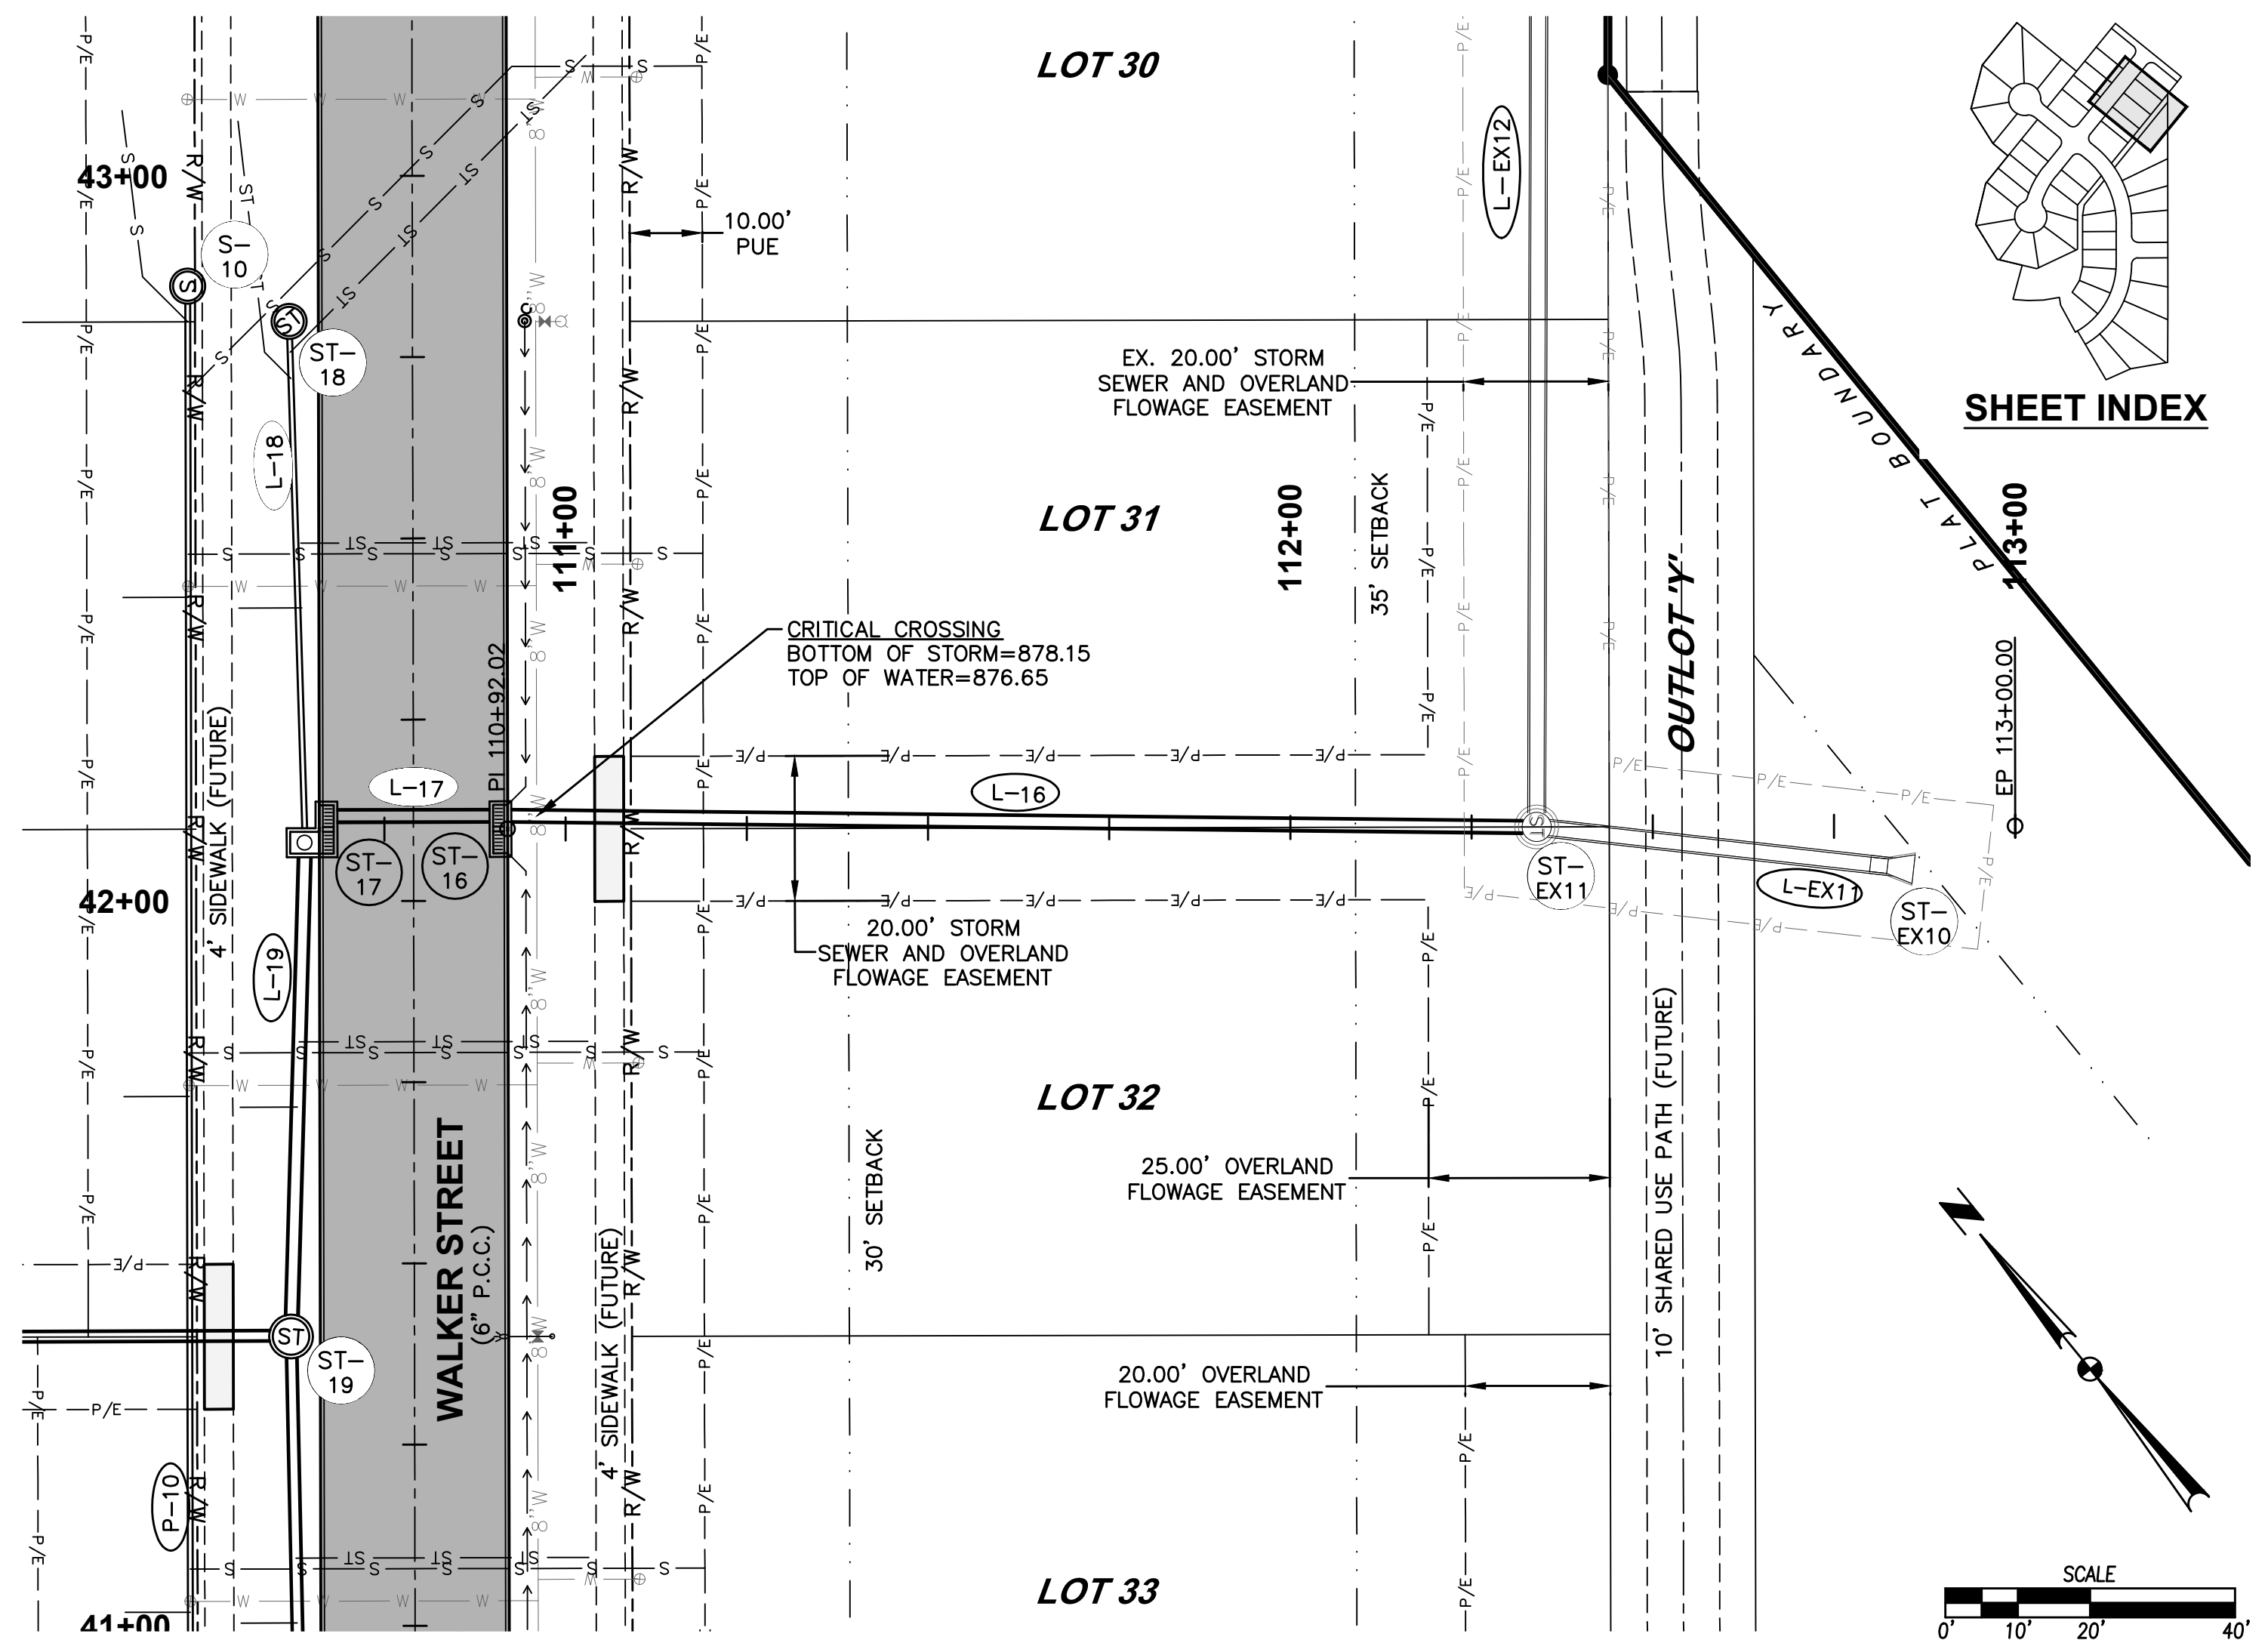 LOT 30
43+00
S-
10
ST-
18
L-18
10.00'
PUE
L-EX12
EX. 20.00' STORM
SEWER AND OVERLAND
FLOWAGE EASEMENT
SHEET INDEX
PLAT BOUNDARY
LOT 31
111+00
112+00
113+00
35' SETBACK
OUTLOT 'Y'
CRITICAL CROSSING
BOTTOM OF STORM=878.15
TOP OF WATER=876.65
PI 110+92.02
EP 113+00.00
4' SIDEWALK (FUTURE)
L-17
L-16
ST-
17
ST-
16
ST-
EX11
L-EX11
ST-
EX10
42+00
L-19
20.00' STORM
SEWER AND OVERLAND
FLOWAGE EASEMENT
LOT 32
WALKER STREET
(6" P.C.C.)
30' SETBACK
4' SIDEWALK (FUTURE)
25.00' OVERLAND
FLOWAGE EASEMENT
10' SHARED USE PATH (FUTURE)
20.00' OVERLAND
FLOWAGE EASEMENT
ST
ST-
19
P-10
LOT 33
41+00
SCALE
0' 10' 20' 40'
R/W
P/E
8"W
S
ST
W